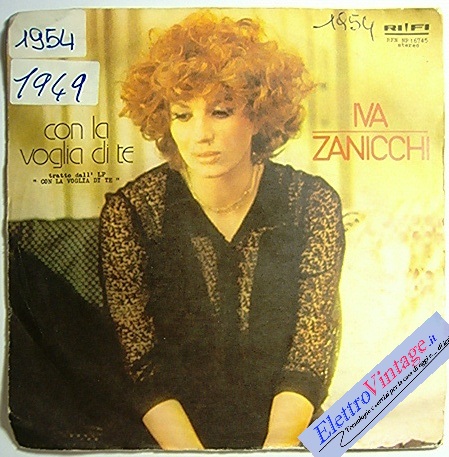 1954
1949
con la
voglia di te
tratto dall' LP
" CON LA VOGLIA DI TE "
1954
RI-FI
RFN NP 16745
stereo
IVA
ZANICCHI
ElettroVintage.it